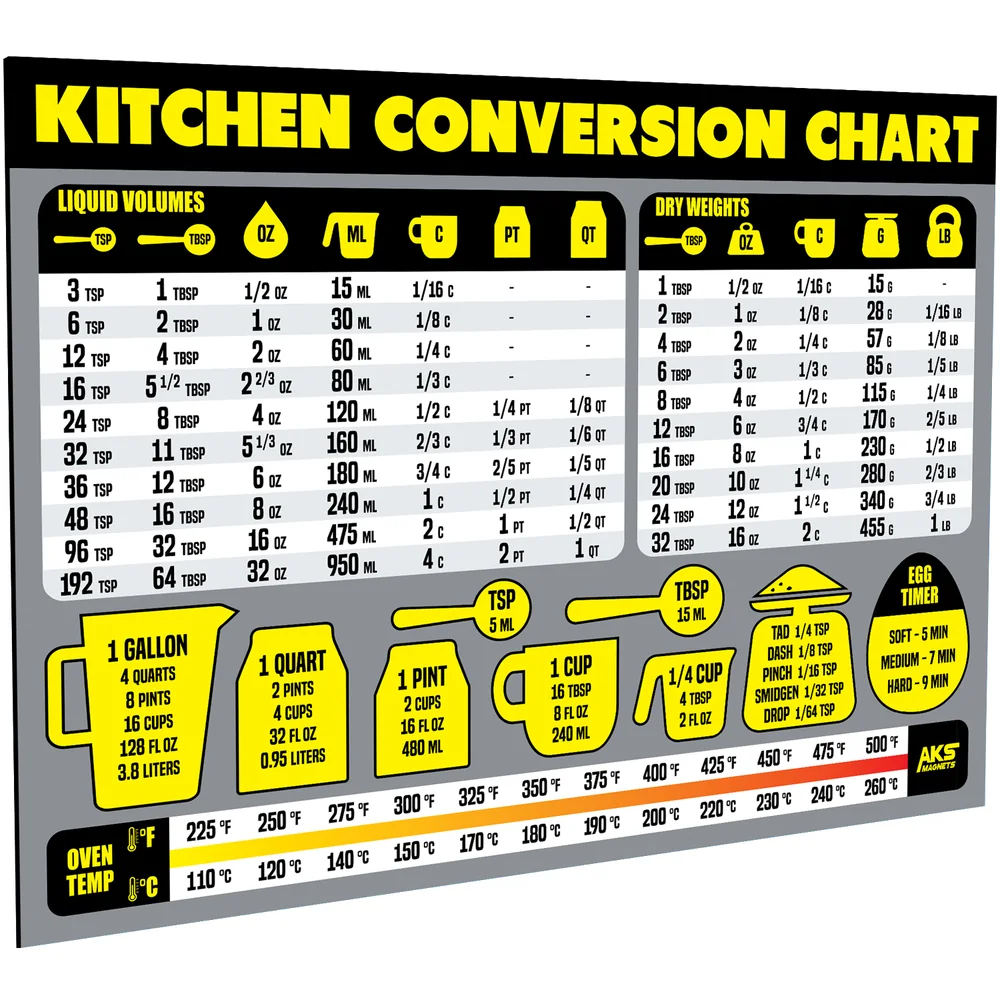 KITCHEN CONVERSION CHART
LIQUID VOLUMES
TSP TBSP OZ ML C PT QT
3 TSP 1 TBSP 1/2 OZ 15 ML 1/16 C - -
6 TSP 2 TBSP 1 OZ 30 ML 1/8 C - -
12 TSP 4 TBSP 2 OZ 60 ML 1/4 C - -
16 TSP 5 1/2 TBSP 2 2/3 OZ 80 ML 1/3 C - -
24 TSP 8 TBSP 4 OZ 120 ML 1/2 C 1/4 PT 1/8 QT
32 TSP 11 TBSP 5 1/3 OZ 160 ML 2/3 C 1/3 PT 1/6 QT
36 TSP 12 TBSP 6 OZ 180 ML 3/4 C 2/5 PT 1/5 QT
48 TSP 16 TBSP 8 OZ 240 ML 1 C 1/2 PT 1/4 QT
96 TSP 32 TBSP 16 OZ 475 ML 2 C 1 PT 1/2 QT
192 TSP 64 TBSP 32 OZ 950 ML 4 C 2 PT 1 QT
DRY WEIGHTS
TBSP OZ C G LB
1 TBSP 1/2 OZ 1/16 C 15 G -
2 TBSP 1 OZ 1/8 C 28 G 1/16 LB
4 TBSP 2 OZ 1/4 C 57 G 1/8 LB
6 TBSP 3 OZ 1/3 C 85 G 1/5 LB
8 TBSP 4 OZ 1/2 C 115 G 1/4 LB
12 TBSP 6 OZ 3/4 C 170 G 2/5 LB
16 TBSP 8 OZ 1 C 230 G 1/2 LB
20 TBSP 10 OZ 1 1/4 C 280 G 2/3 LB
24 TBSP 12 OZ 1 1/2 C 340 G 3/4 LB
32 TBSP 16 OZ 2 C 455 G 1 LB
1 GALLON
4 QUARTS
8 PINTS
16 CUPS
128 FL OZ
3.8 LITERS
1 QUART
2 PINTS
4 CUPS
32 FL OZ
0.95 LITERS
TSP
5 ML
1 PINT
2 CUPS
16 FL OZ
480 ML
TBSP
15 ML
1 CUP
16 TBSP
8 FL OZ
240 ML
1/4 CUP
4 TBSP
2 FL OZ
TAD 1/4 TSP
DASH 1/8 TSP
PINCH 1/16 TSP
SMIDGEN 1/32 TSP
DROP 1/64 TSP
EGG
TIMER
SOFT - 5 MIN
MEDIUM - 7 MIN
HARD - 9 MIN
OVEN
TEMP
°F 225 °F 250 °F 275 °F 300 °F 325 °F 350 °F 375 °F 400 °F 425 °F 450 °F 475 °F 500 °F
°C 110 °C 120 °C 140 °C 150 °C 170 °C 180 °C 190 °C 200 °C 220 °C 230 °C 240 °C 260 °C
AKS
MAGNETS